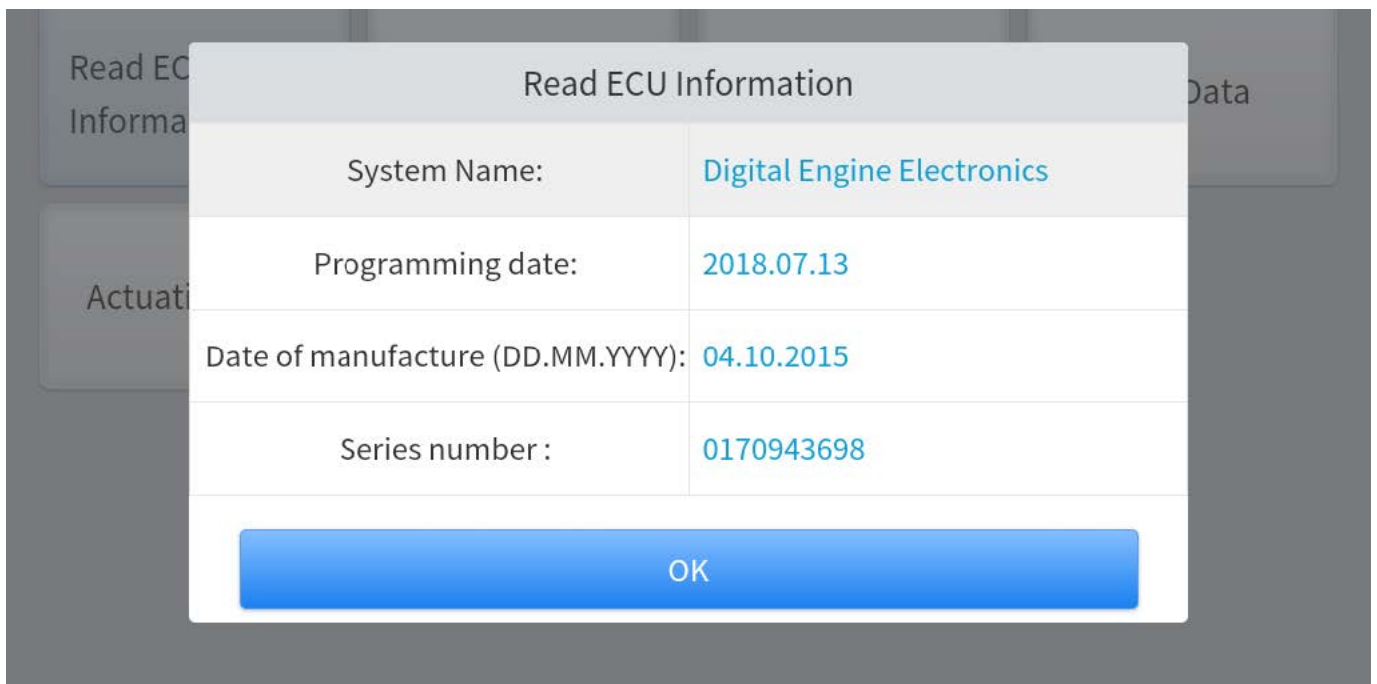 Read EC
Informa
Data
Read ECU Information
System Name: Digital Engine Electronics
Programming date: 2018.07.13
Actuati
Date of manufacture (DD.MM.YYYY): 04.10.2015
Series number : 0170943698
OK